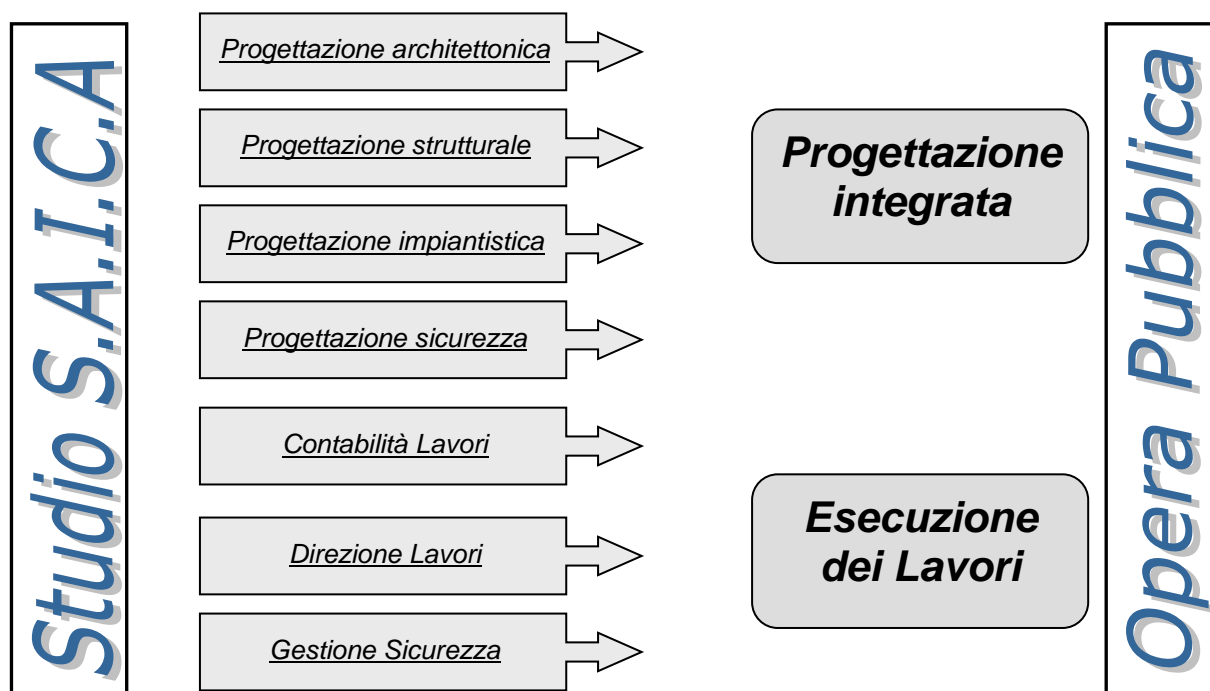 Studio S.A.I.C.A
Progettazione architettonica
Progettazione strutturale
Progettazione impiantistica
Progettazione sicurezza
Contabilità Lavori
Direzione Lavori
Gestione Sicurezza
Progettazione
integrata
Esecuzione
dei Lavori
Opera Pubblica